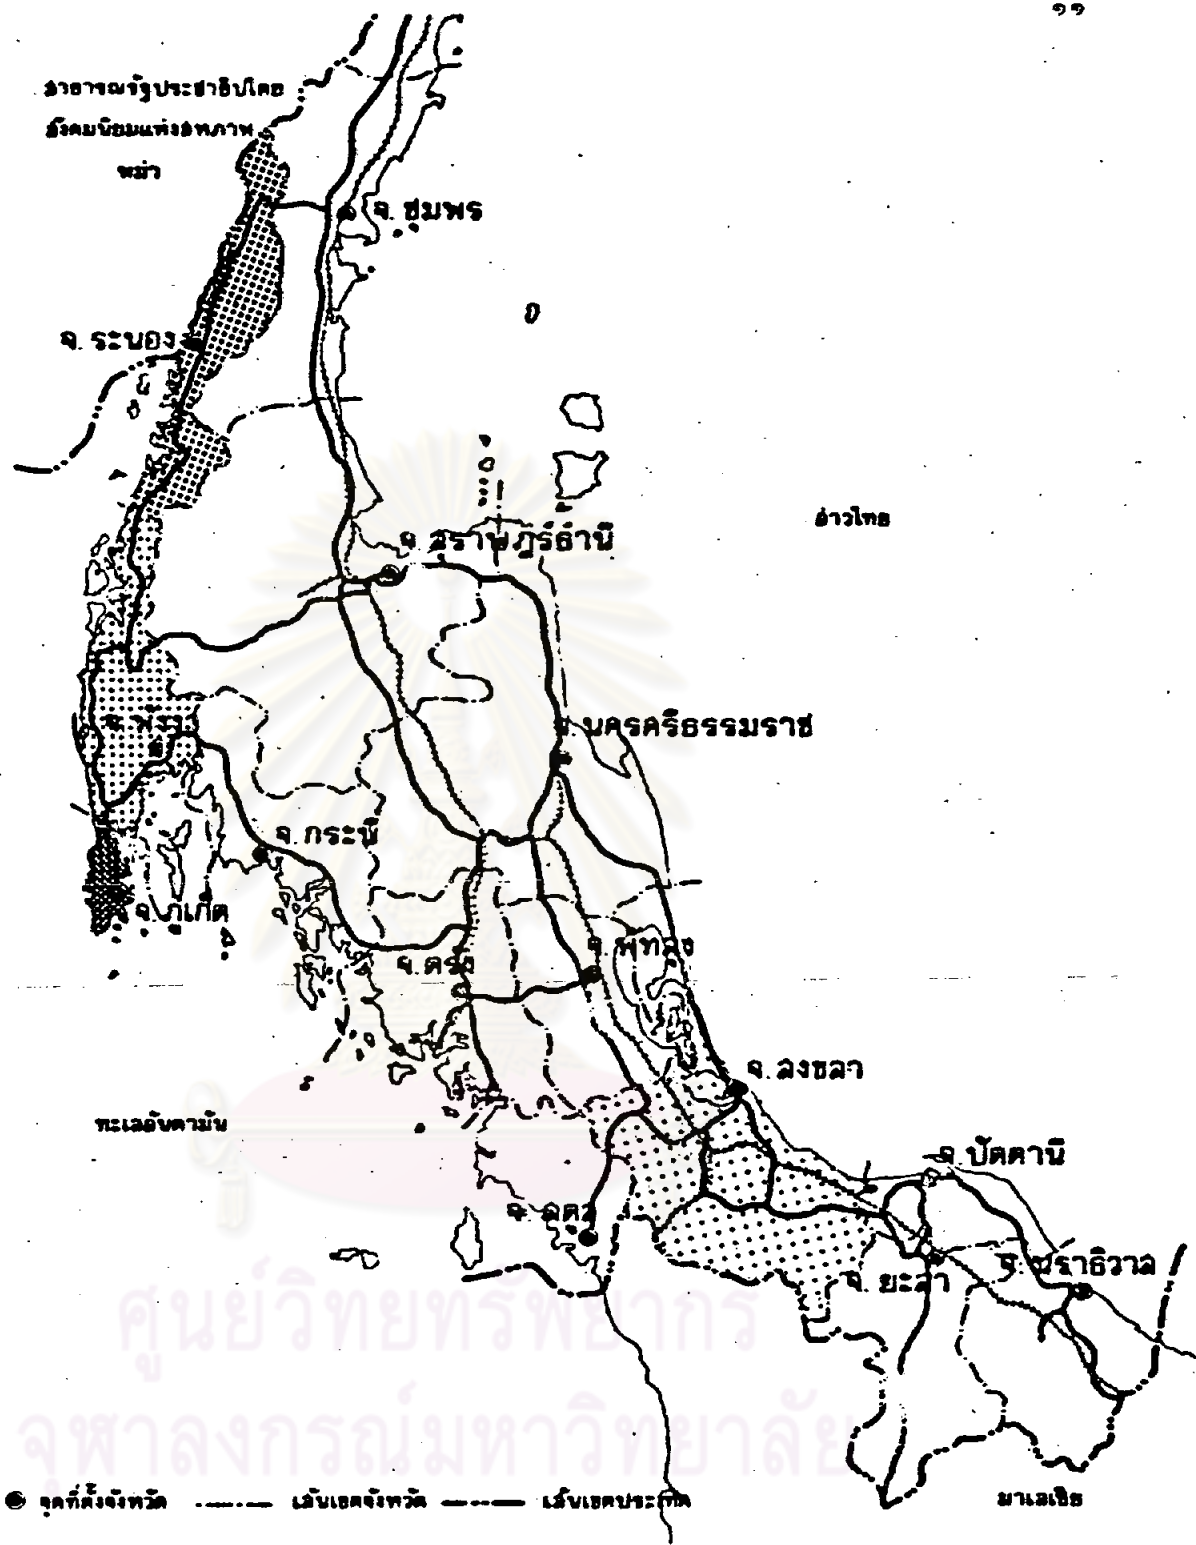 ๑๑
สาธารณรัฐประชาธิปไตย
สังคมนิยมแห่งสหภาพ
พม่า
จ. ชุมพร
จ. ระนอง
อ่าวไทย
จ. สุราษฎร์ธานี
จ. นครศรีธรรมราช
จ. พังงา
จ. กระบี่
จ. ภูเก็ต
จ. ตรัง
จ. พัทลุง
จ. สงขลา
ทะเลอันดามัน
จ. ปัตตานี
จ. สตูล
จ. ยะลา
จ. นราธิวาส
ศูนย์วิทยทรัพยากร
จุฬาลงกรณ์มหาวิทยาลัย
จุดที่ตั้งจังหวัด เส้นเขตจังหวัด เส้นเขตประเทศ
มาเลเซีย